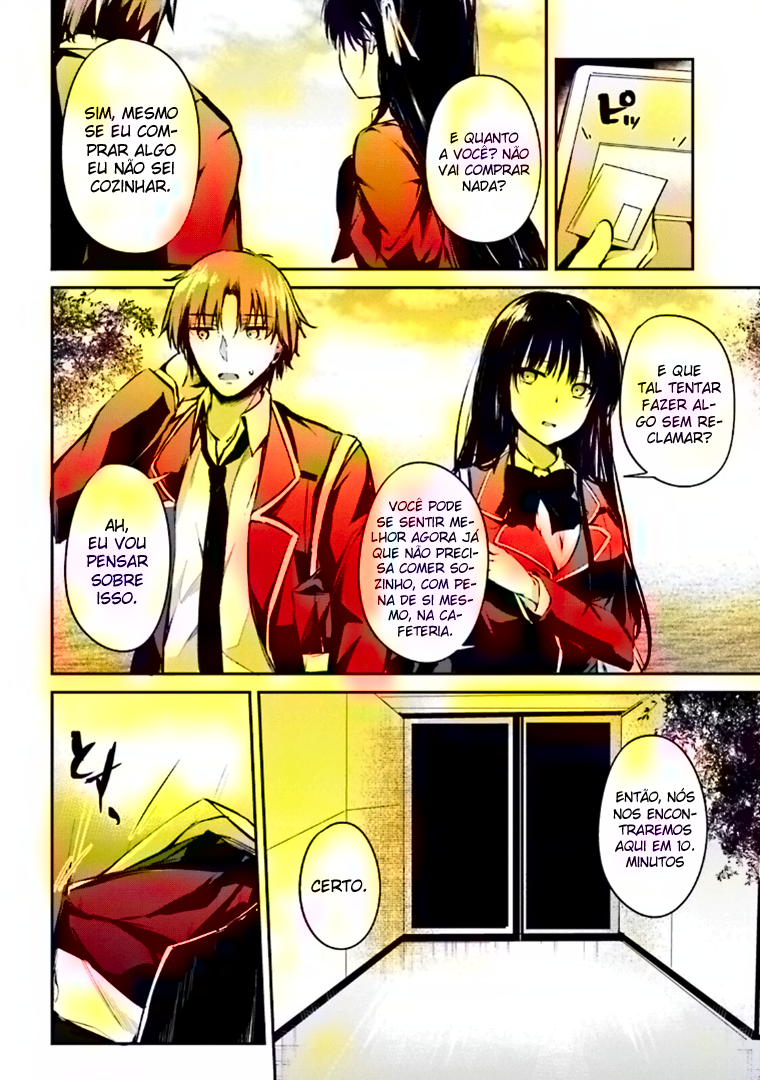 ピッ
E QUANTO
A VOCÊ? NÃO
VAI COMPRAR
NADA?
SIM, MESMO
SE EU COM-
PRAR ALGO
EU NÃO SEI
COZINHAR.
E QUE
TAL TENTAR
FAZER AL-
GO SEM RE-
CLAMAR?
VOCÊ PODE
SE SENTIR ME-
LHOR AGORA JÁ
QUE NÃO PRECI-
SA COMER SO-
ZINHO, COM PE-
NA DE SI MES-
MO, NA CA-
FETERIA.
AH,
EU VOU
PENSAR
SOBRE
ISSO.
ENTÃO, NÓS
NOS ENCON-
TRAREMOS
AQUI EM 10.
MINUTOS
CERTO.